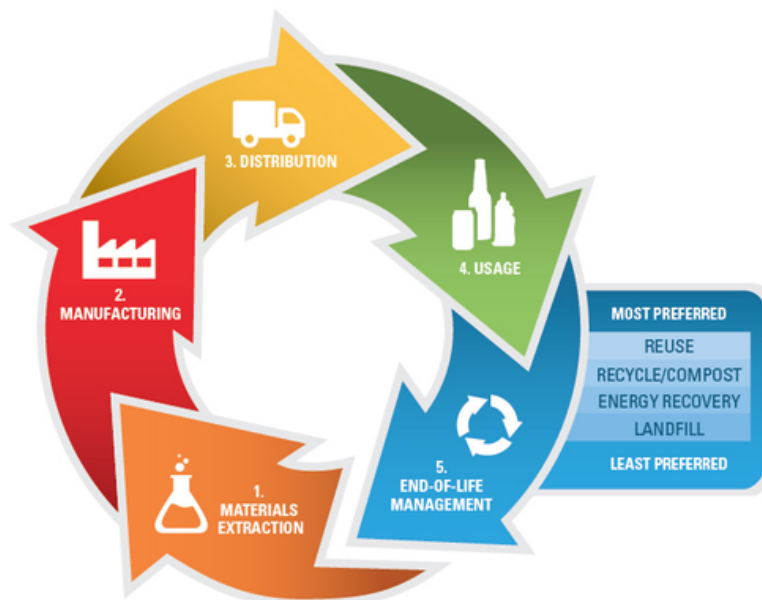 3. DISTRIBUTION
4. USAGE
2.
MANUFACTURING
MOST PREFERRED
REUSE
RECYCLE/COMPOST
ENERGY RECOVERY
LANDFILL
LEAST PREFERRED
5.
END-OF-LIFE
MANAGEMENT
1.
MATERIALS
EXTRACTION